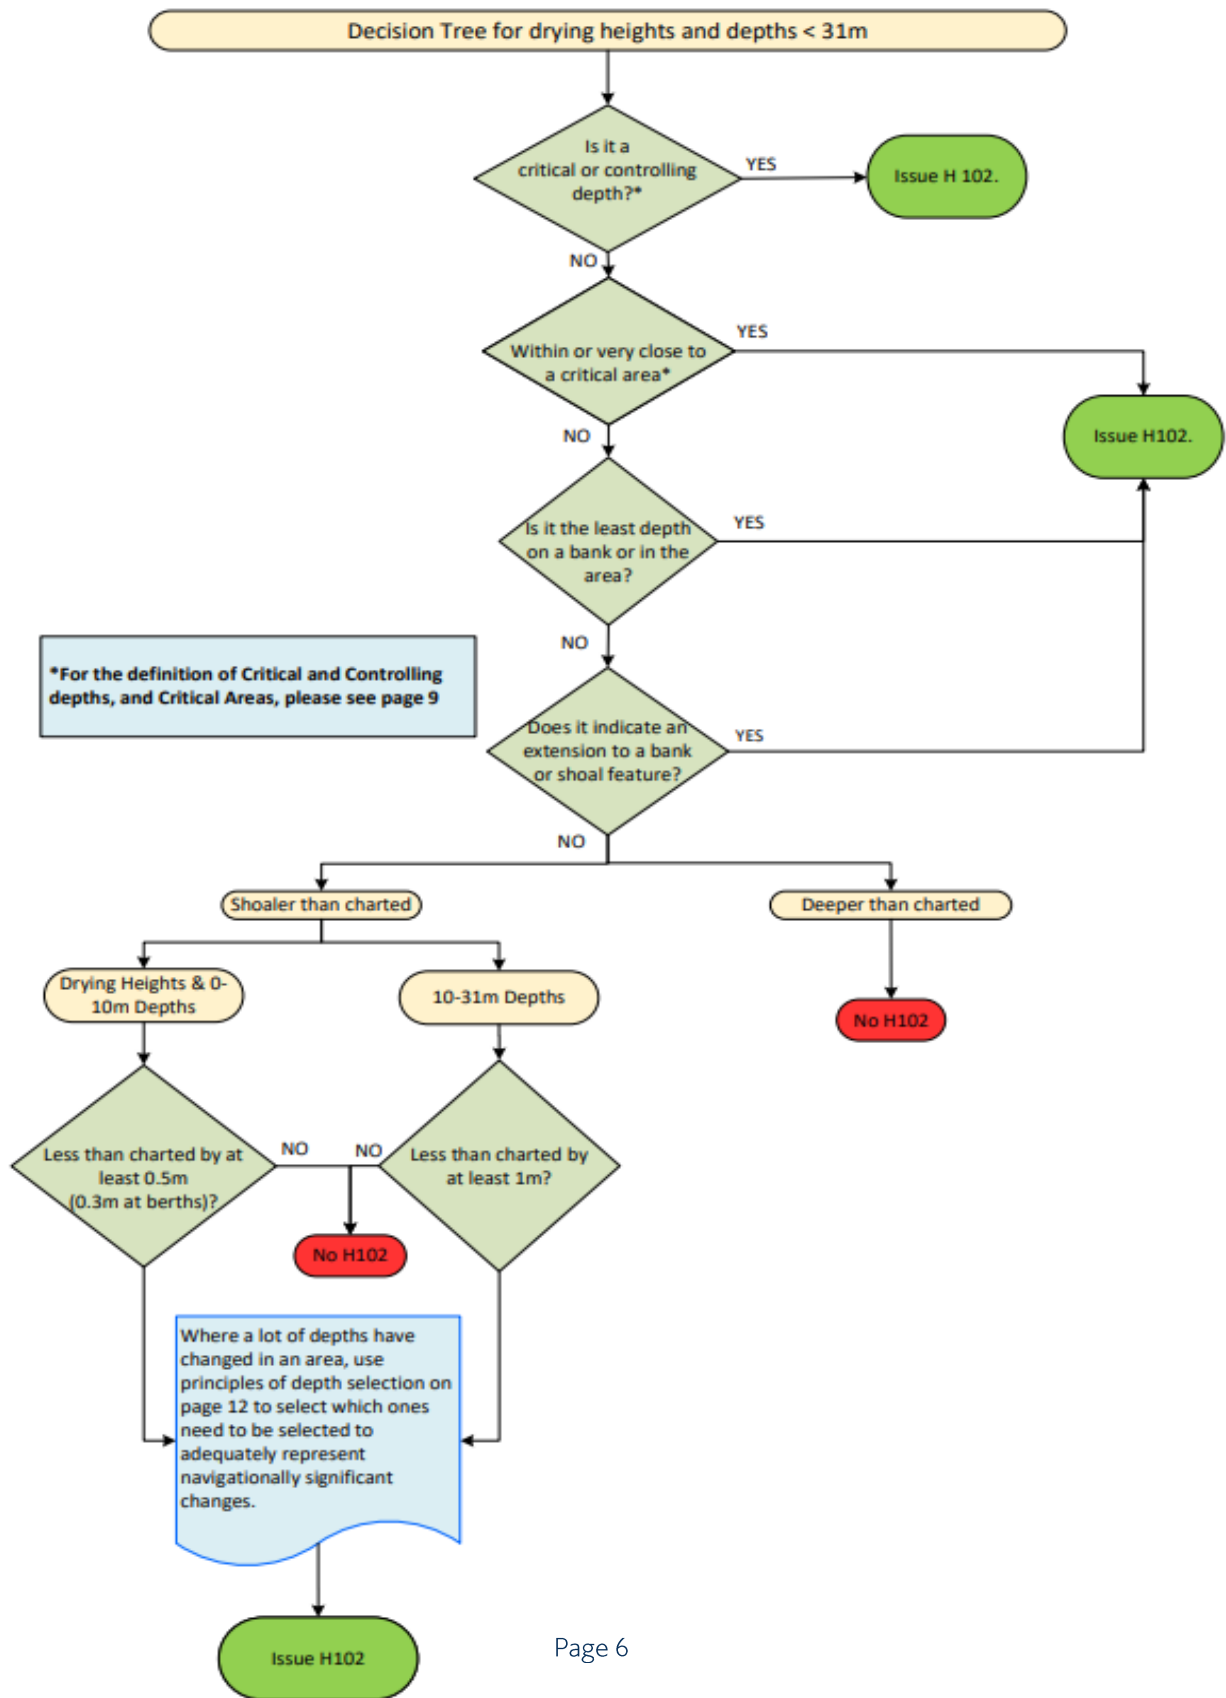 Decision Tree for drying heights and depths < 31m
Is it a
critical or controlling
depth?*
YES
Issue H 102.
NO
Within or very close to
a critical area*
YES
Issue H102.
NO
Is it the least depth
on a bank or in the
area?
YES
NO
*For the definition of Critical and Controlling
depths, and Critical Areas, please see page 9
Does it indicate an
extension to a bank
or shoal feature?
YES
NO
Shoaler than charted
Deeper than charted
Drying Heights & 0-
10m Depths
10-31m Depths
No H102
Less than charted by at
least 0.5m
(0.3m at berths)?
NO
NO
Less than charted by
at least 1m?
No H102
Where a lot of depths have
changed in an area, use
principles of depth selection on
page 12 to select which ones
need to be selected to
adequately represent
navigationally significant
changes.
Issue H102
Page 6